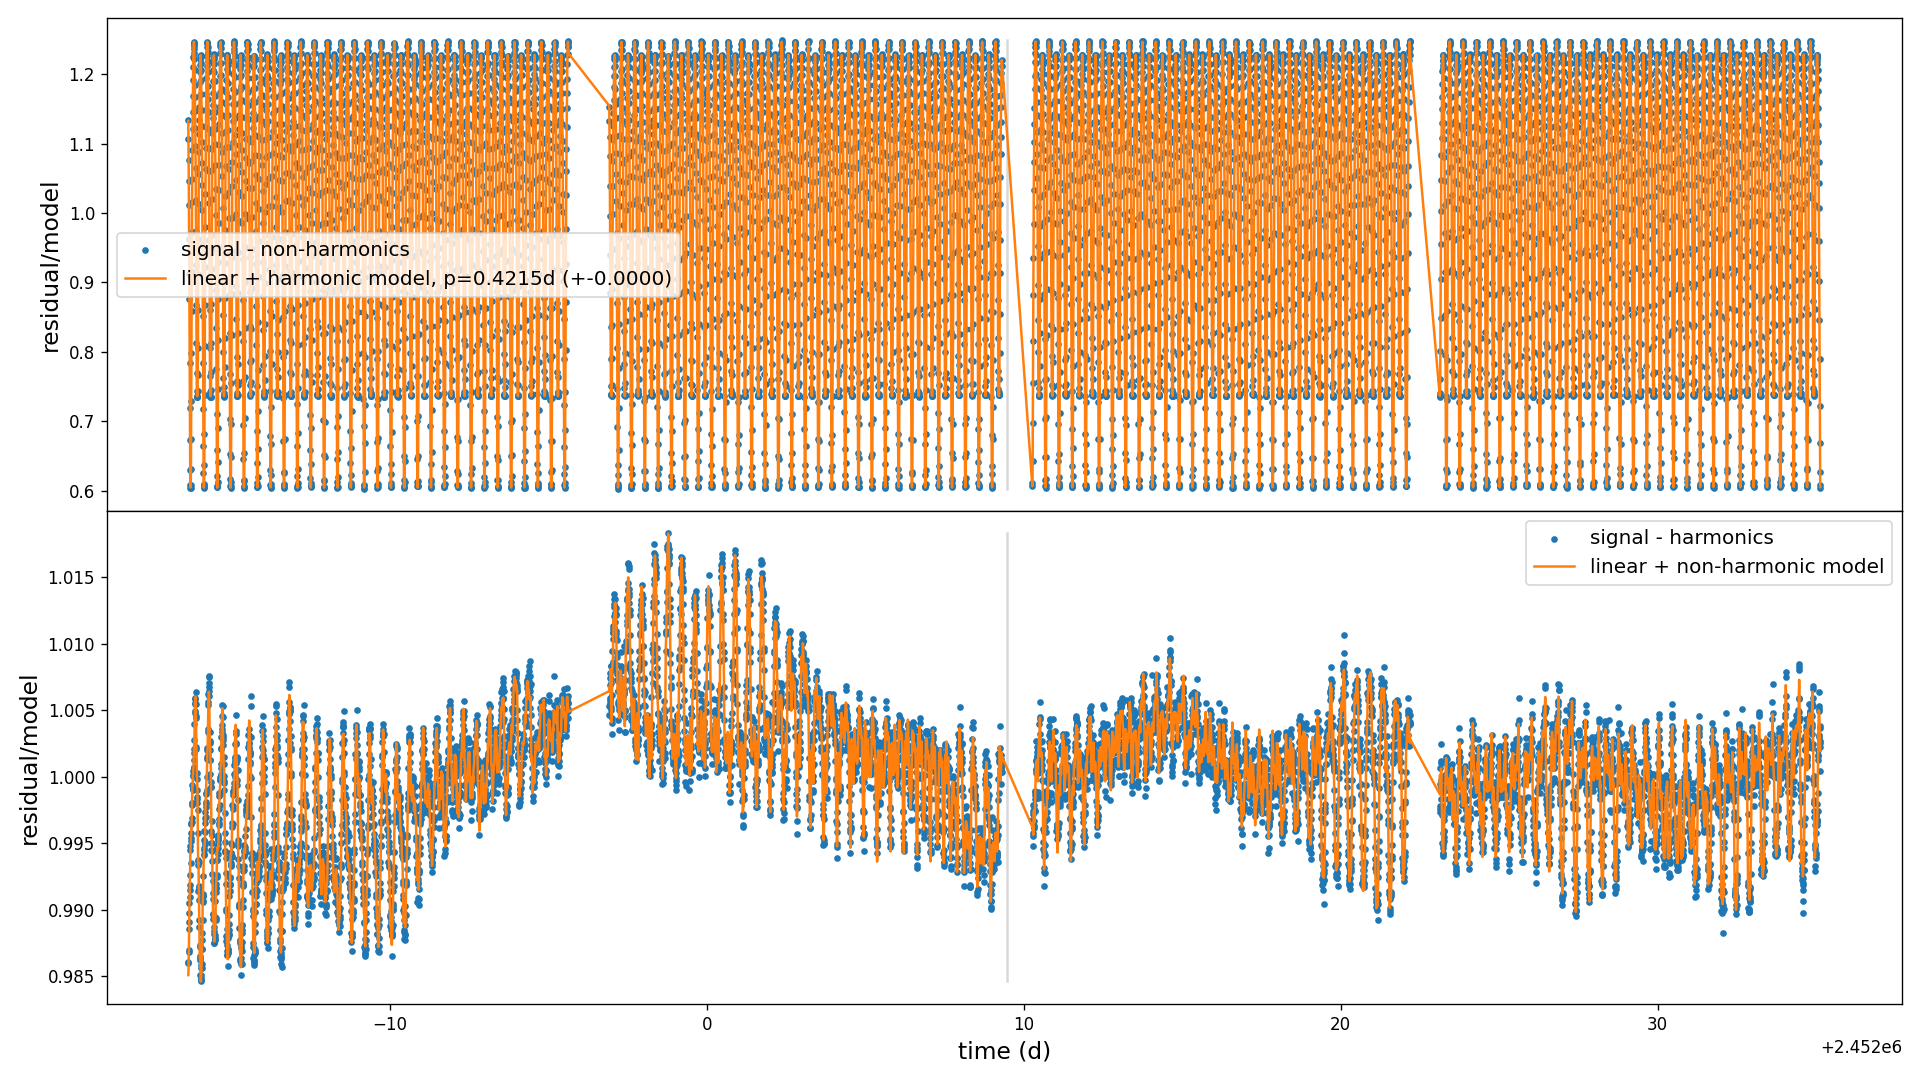 1.2
1.1
1.0
0.9
0.8
0.7
0.6
residual/model
signal - non-harmonics
linear + harmonic model, p=0.4215d (+-0.0000)
1.015
1.010
1.005
1.000
0.995
0.990
0.985
residual/model
signal - harmonics
linear + non-harmonic model
−10
0
10
20
30
time (d)
+2.452e6